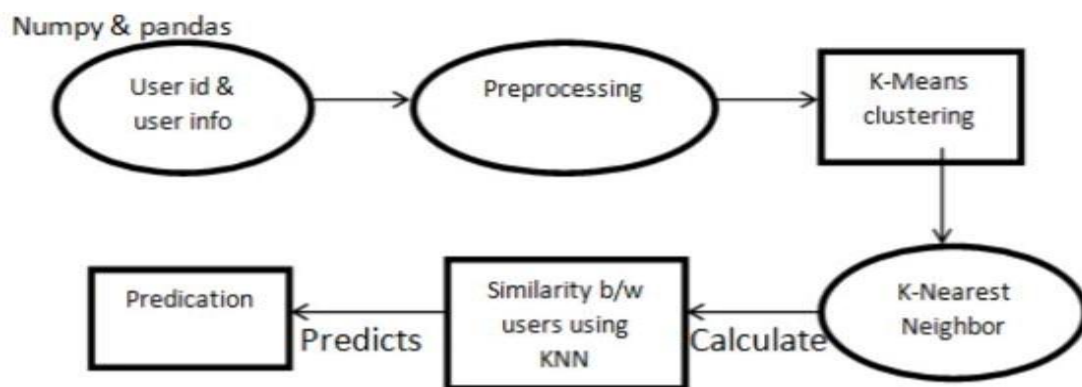 Numpy & pandas
User id &
user info
Preprocessing
K-Means
clustering
K-Nearest
Neighbor
Calculate
Similarity b/w
users using
KNN
Predicts
Predication